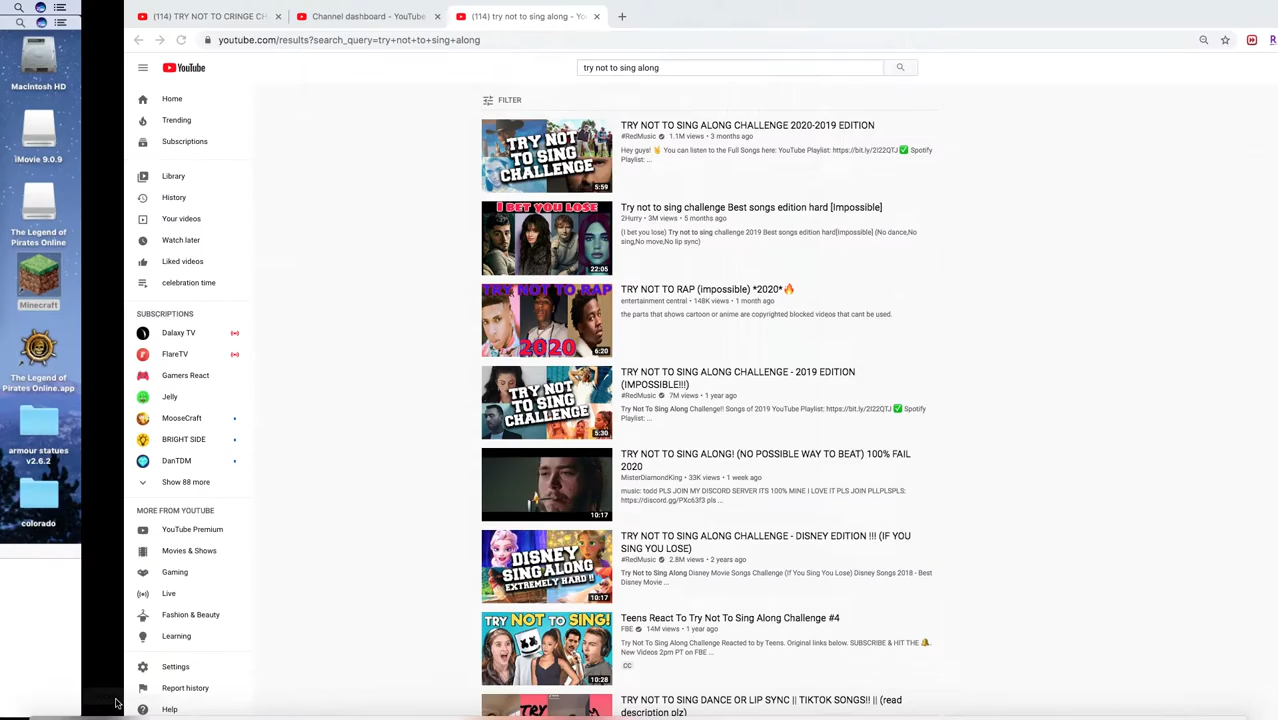 (114) TRY NOT TO CRINGE CH
Channel dashboard - YouTube
(114) try not to sing along - Yo
youtube.com/results?search_query=try+not+to+sing+along
YouTube
try not to sing along
Macintosh HD
iMovie 9.0.9
The Legend of
Pirates Online
Minecraft
The Legend of
Pirates Online.app
armour statues
v2.6.2
colorado
Home
Trending
Subscriptions
Library
History
Your videos
Watch later
Liked videos
celebration time
SUBSCRIPTIONS
Dalaxy TV
FlareTV
Gamers React
Jelly
MooseCraft
BRIGHT SIDE
DanTDM
Show 88 more
MORE FROM YOUTUBE
YouTube Premium
Movies & Shows
Gaming
Live
Fashion & Beauty
Learning
Settings
Report history
Help
FILTER
TRY NOT
TO SING
CHALLENGE
5:59
TRY NOT TO SING ALONG CHALLENGE 2020-2019 EDITION
#RedMusic 1.1M views • 3 months ago
Hey guys! 🤘 You can listen to the Full Songs here: YouTube Playlist: https://bit.ly/2I22QTJ ✅ Spotify
Playlist: ...
I BET YOU LOSE
22:05
Try not to sing challenge Best songs edition hard [Impossible]
2Hurry • 3M views • 5 months ago
(I bet you lose) Try not to sing challenge 2019 Best songs edition hard[Impossible] (No dance,No
sing,No move,No lip sync)
TRY NOT TO RAP
2020
6:20
TRY NOT TO RAP (impossible) *2020*🔥
entertainment central • 148K views • 1 month ago
the parts that shows cartoon or anime are copyrighted blocked videos that cant be used.
TRY NOT
TO SING
CHALLENGE
5:30
TRY NOT TO SING ALONG CHALLENGE - 2019 EDITION
(IMPOSSIBLE!!!)
#RedMusic 7M views • 1 year ago
Try Not To Sing Along Challenge!! Songs of 2019 YouTube Playlist: https://bit.ly/2I22QTJ ✅ Spotify
Playlist: ...
10:17
TRY NOT TO SING ALONG! (NO POSSIBLE WAY TO BEAT) 100% FAIL
2020
MisterDiamondKing • 33K views • 1 week ago
music: todd PLS JOIN MY DISCORD SERVER ITS 100% MINE I LOVE IT PLS JOIN PLLPLSPLS:
https://discord.gg/PXc63f3 pls ...
DISNEY
SING ALONG
EXTREMELY HARD !!
10:17
TRY NOT TO SING ALONG CHALLENGE - DISNEY EDITION !!! (IF YOU
SING YOU LOSE)
#RedMusic 2.8M views • 2 years ago
Try Not to Sing Along Disney Movie Songs Challenge (If You Sing You Lose) Disney Songs 2018 - Best
Disney Movie ...
TRY NOT TO SING!
10:28
Teens React To Try Not To Sing Along Challenge #4
FBE 14M views • 1 year ago
Try Not To Sing Along Challenge Reacted to by Teens. Original links below. SUBSCRIBE & HIT THE 🔔.
New Videos 2pm PT on FBE ...
CC
TRY
TRY NOT TO SING DANCE OR LIP SYNC || TIKTOK SONGS!! || (read
description plz)